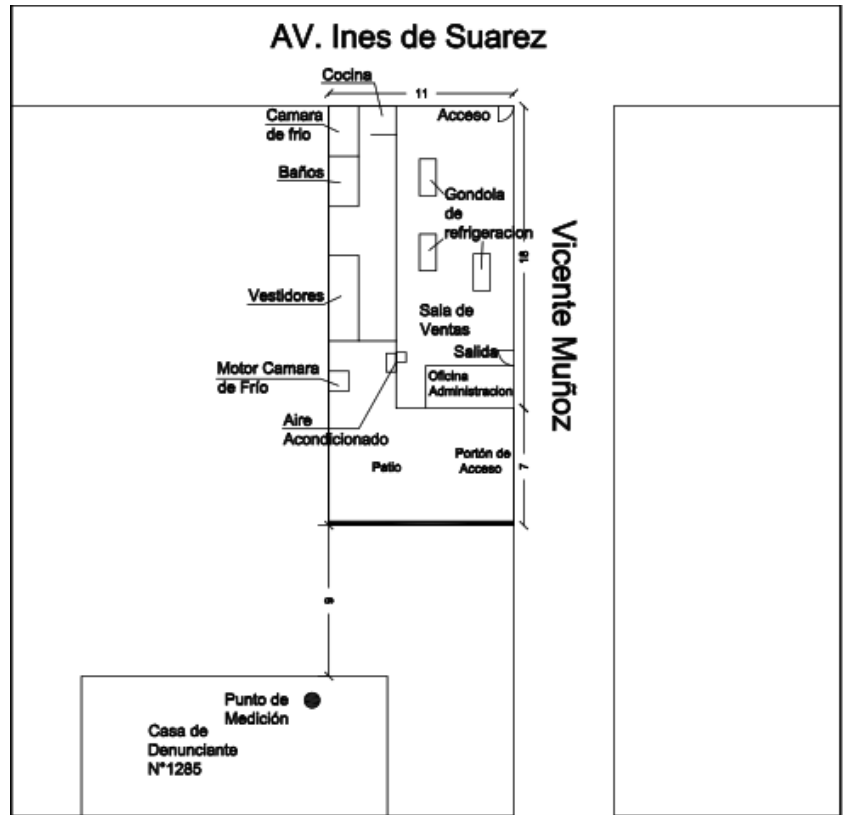 AV. Ines de Suarez
Cocina
11
Camara
de frio
Acceso
Baños
Gondola
de
refrigeracion
Vicente Muñoz
18
Vestidores
Sala de
Ventas
Salida
Motor Camara
de Frío
Oficina
Administracion
Aire
Acondicionado
Patio
Portón de
Acceso
7
9
Punto de
Medición
Casa de
Denunciante
N°1285